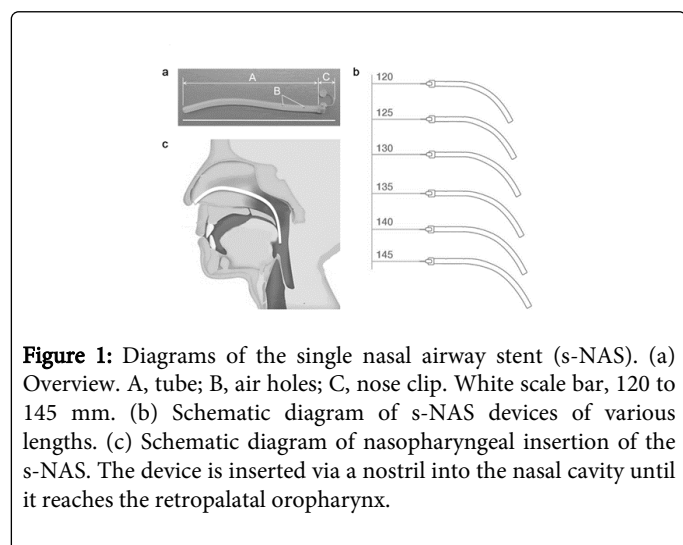 a
A
C
B
b
120
125
130
135
140
145
c
Figure 1: Diagrams of the single nasal airway stent (s-NAS). (a)
Overview. A, tube; B, air holes; C, nose clip. White scale bar, 120 to
145 mm. (b) Schematic diagram of s-NAS devices of various
lengths. (c) Schematic diagram of nasopharyngeal insertion of the
s-NAS. The device is inserted via a nostril into the nasal cavity until
it reaches the retropalatal oropharynx.